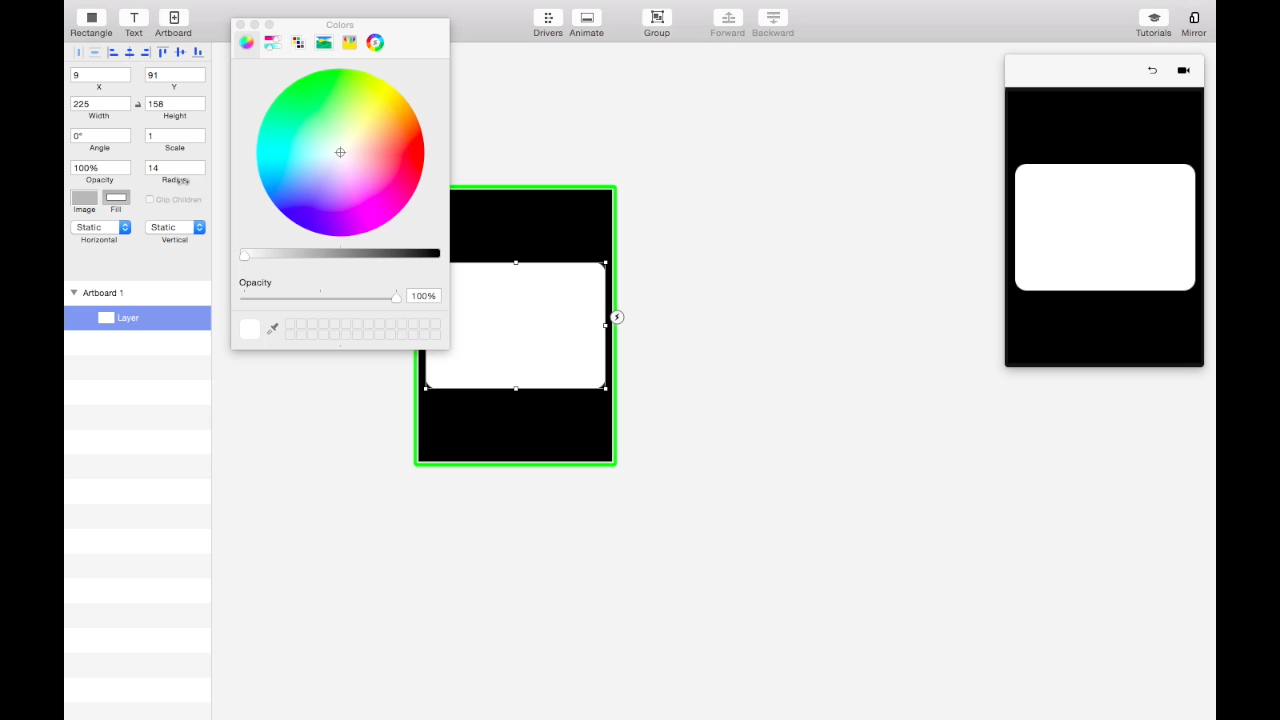 Rectangle Text Artboard Drivers Animate Group Forward Backward Tutorials Mirror
Colors
9 91
X Y
225 158
Width Height
0° 1
Angle Scale
100% 14
Opacity Radius
Image Fill Clip Children
Static Static
Horizontal Vertical
Artboard 1
Layer
Opacity
100%